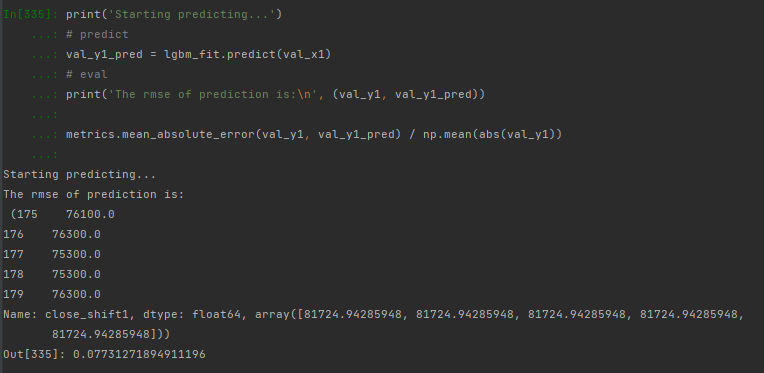 In[335]: print('Starting predicting...')
    ...: # predict
    ...: val_y1_pred = lgbm_fit.predict(val_x1)
    ...: # eval
    ...: print('The rmse of prediction is:\n', (val_y1, val_y1_pred))
    ...:
    ...: metrics.mean_absolute_error(val_y1, val_y1_pred) / np.mean(abs(val_y1))
    ...:
Starting predicting...
The rmse of prediction is:
 (175    76100.0
176    76300.0
177    75300.0
178    75300.0
179    76300.0
Name: close_shift1, dtype: float64, array([81724.94285948, 81724.94285948, 81724.94285948, 81724.94285948,
       81724.94285948]))
Out[335]: 0.07731271894911196